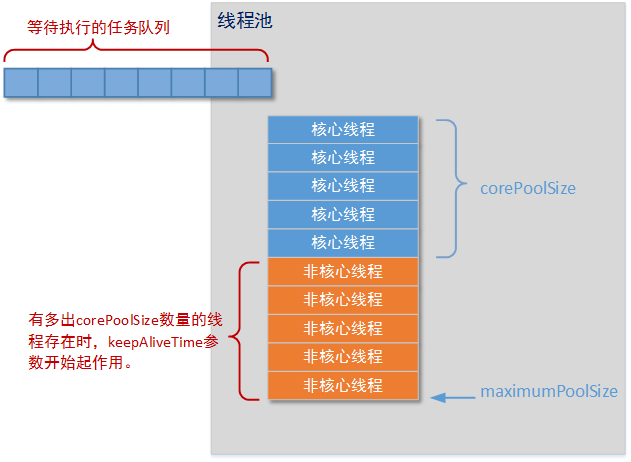 等待执行的任务队列
线程池
核心线程
核心线程
核心线程
核心线程
核心线程
corePoolSize
非核心线程
非核心线程
非核心线程
非核心线程
非核心线程
有多出corePoolSize数量的线
程存在时，keepAliveTime参
数开始起作用。
maximumPoolSize